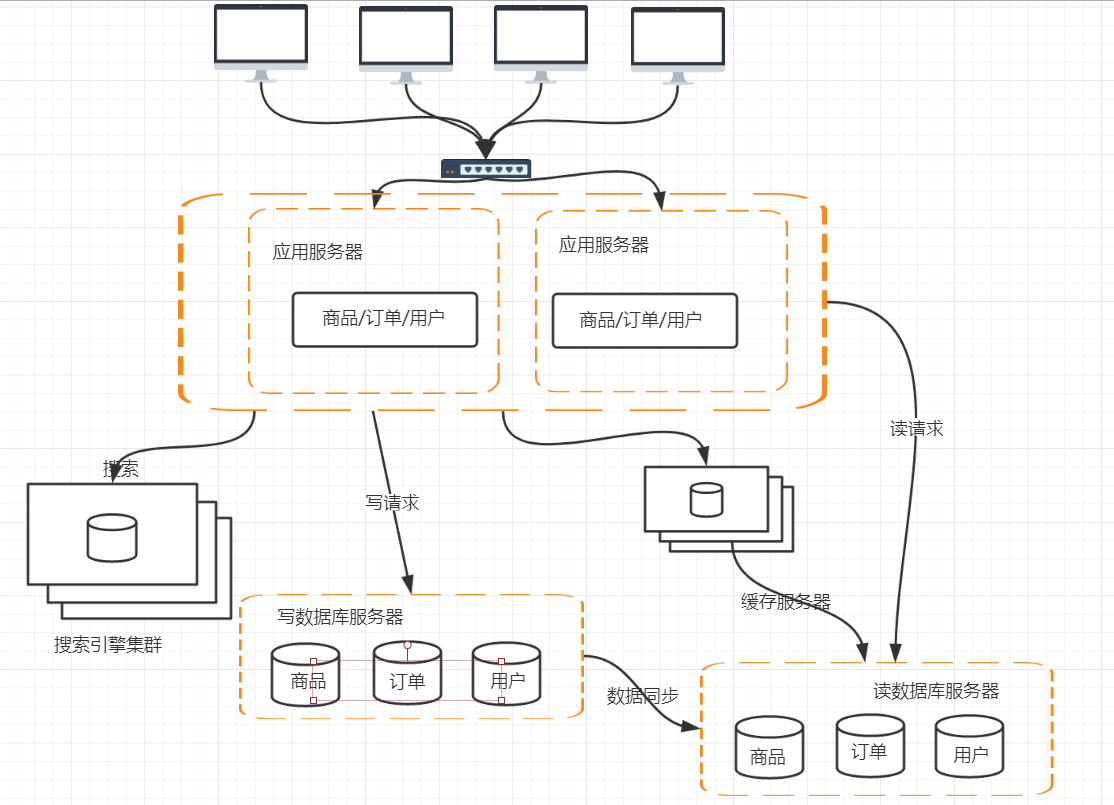 应用服务器
应用服务器
商品/订单/用户
商品/订单/用户
读请求
搜索
写请求
缓存服务器
写数据库服务器
搜索引擎集群
商品
订单
用户
数据同步
读数据库服务器
商品
订单
用户